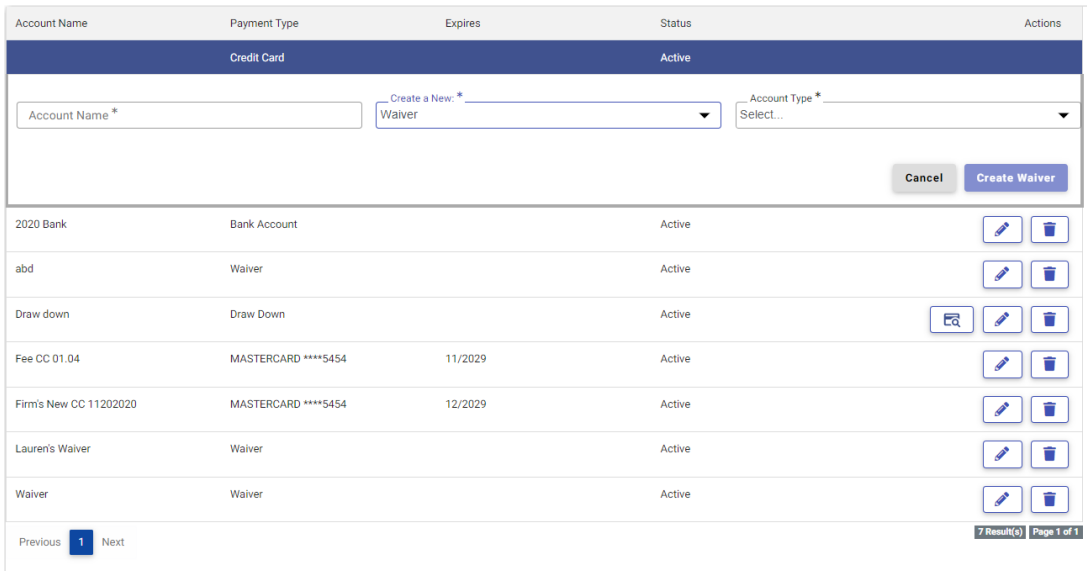 Account Name Payment Type Expires Status Actions
Credit Card Active
Create a New: * Account Type *
Account Name * Waiver Select...
Cancel Create Waiver
2020 Bank Bank Account Active
abd Waiver Active
Draw down Draw Down Active
Fee CC 01.04 MASTERCARD ****5454 11/2029 Active
Firm's New CC 11202020 MASTERCARD ****5454 12/2029 Active
Lauren's Waiver Waiver Active
Waiver Waiver Active
Previous 1 Next 7 Result(s) Page 1 of 1